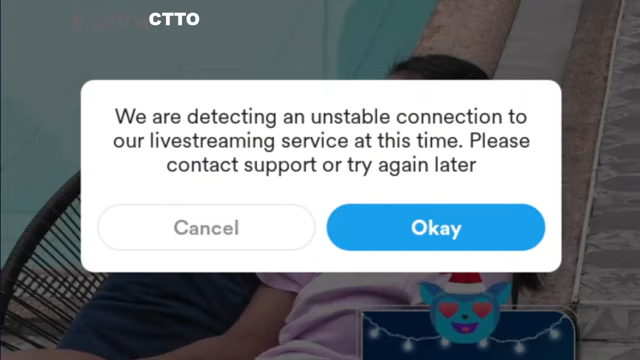 CTTO
We are detecting an unstable connection to
our livestreaming service at this time. Please
contact support or try again later
Cancel
Okay